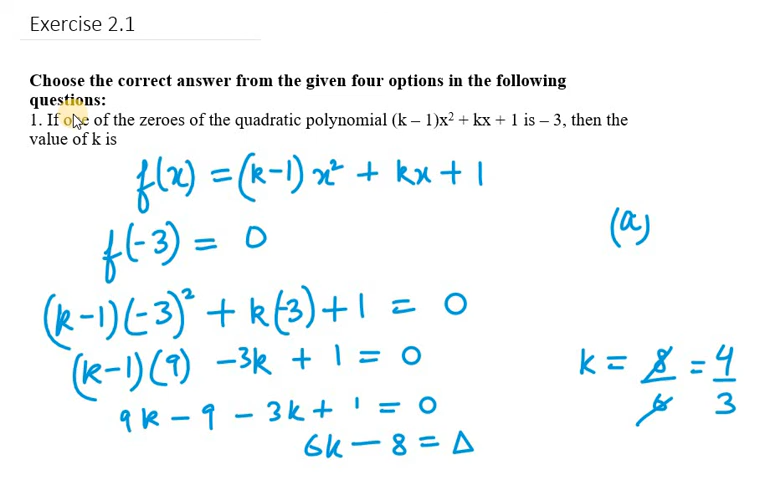 Exercise 2.1
Choose the correct answer from the given four options in the following
questions:
1. If one of the zeroes of the quadratic polynomial (k – 1)x² + kx + 1 is – 3, then the
value of k is
f(x) = (k-1) x² + kx + 1
f(-3) = 0
(a)
(k-1)(-3)² + k(-3) + 1 = 0
(k-1)(9) -3k + 1 = 0
k = 8/6 = 4/3
9k - 9 - 3k + 1 = 0
6k - 8 = 0